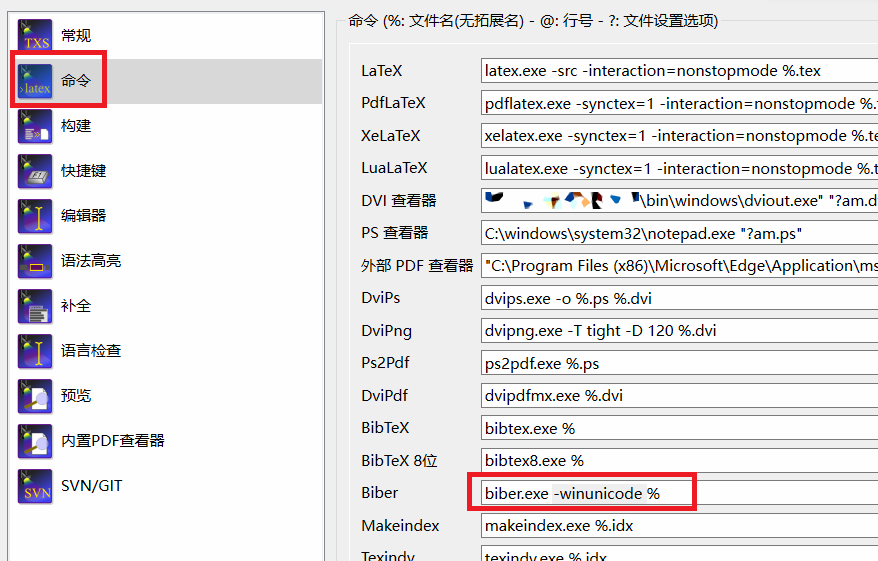 TXS 常规
>latex 命令
构建
快捷键
编辑器
语法高亮
补全
语言检查
预览
内置PDF查看器
SVN SVN/GIT
命令 (%: 文件名(无拓展名) - @: 行号 - ?: 文件设置选项)
LaTeX latex.exe -src -interaction=nonstopmode %.tex
PdfLaTeX pdflatex.exe -synctex=1 -interaction=nonstopmode %.t
XeLaTeX xelatex.exe -synctex=1 -interaction=nonstopmode %.te
LuaLaTeX lualatex.exe -synctex=1 -interaction=nonstopmode %.t
DVI 查看器 \bin\windows\dviout.exe" "?am.d
PS 查看器 C:\windows\system32\notepad.exe "?am.ps"
外部 PDF 查看器 "C:\Program Files (x86)\Microsoft\Edge\Application\ms
DviPs dvips.exe -o %.ps %.dvi
DviPng dvipng.exe -T tight -D 120 %.dvi
Ps2Pdf ps2pdf.exe %.ps
DviPdf dvipdfmx.exe %.dvi
BibTeX bibtex.exe %
BibTeX 8位 bibtex8.exe %
Biber biber.exe -winunicode %
Makeindex makeindex.exe %.idx
Texindy texindy.exe %.idx